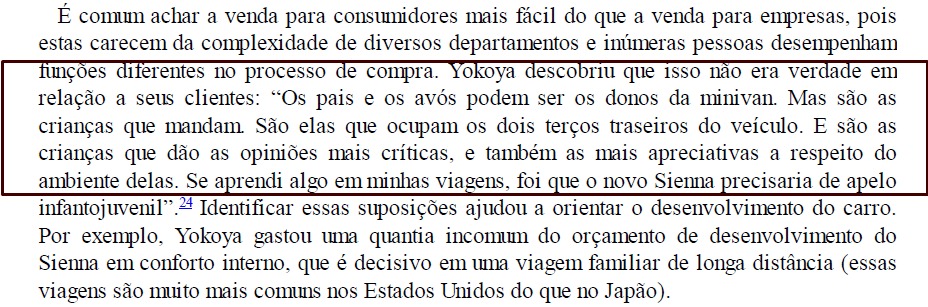 É comum achar a venda para consumidores mais fácil do que a venda para empresas, pois
estas carecem da complexidade de diversos departamentos e inúmeras pessoas desempenham
funções diferentes no processo de compra. Yokoya descobriu que isso não era verdade em
relação a seus clientes: “Os pais e os avós podem ser os donos da minivan. Mas são as
crianças que mandam. São elas que ocupam os dois terços traseiros do veículo. E são as
crianças que dão as opiniões mais críticas, e também as mais apreciativas a respeito do
ambiente delas. Se aprendi algo em minhas viagens, foi que o novo Sienna precisaria de apelo
infantojuvenil”.24 Identificar essas suposições ajudou a orientar o desenvolvimento do carro.
Por exemplo, Yokoya gastou uma quantia incomum do orçamento de desenvolvimento do
Sienna em conforto interno, que é decisivo em uma viagem familiar de longa distância (essas
viagens são muito mais comuns nos Estados Unidos do que no Japão).